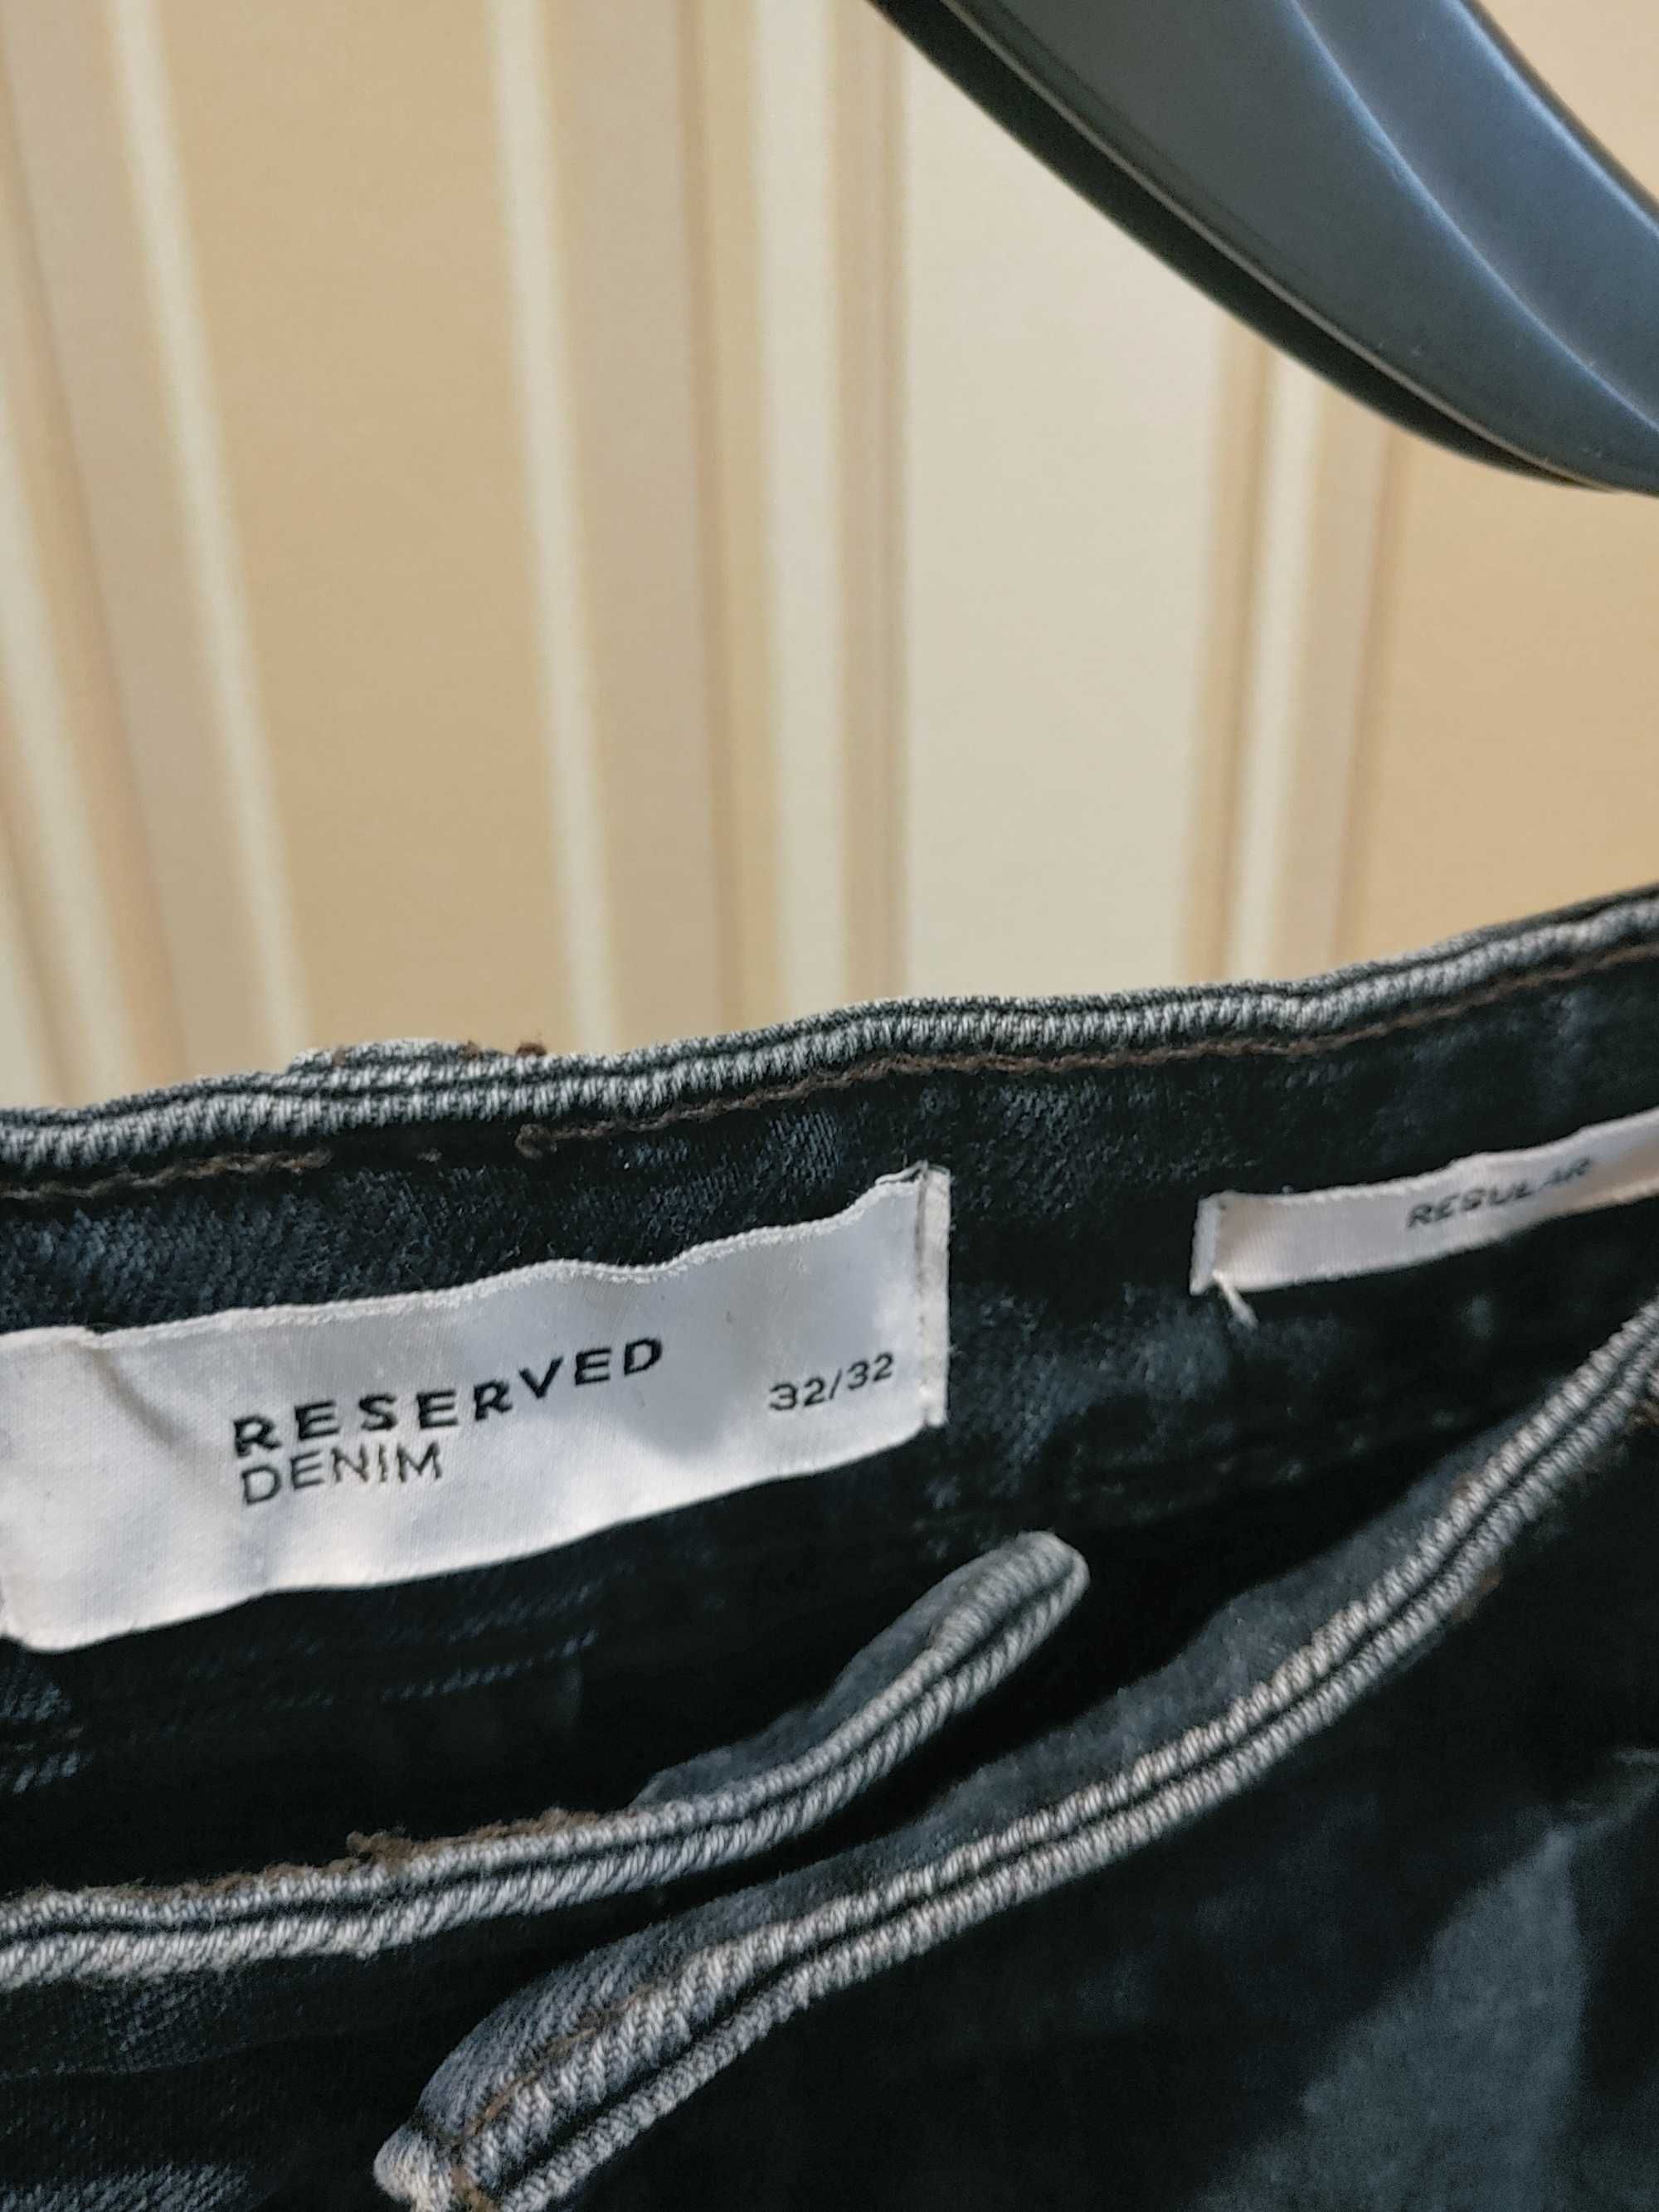 RESERVED
DENIM
32/32
REGULAR